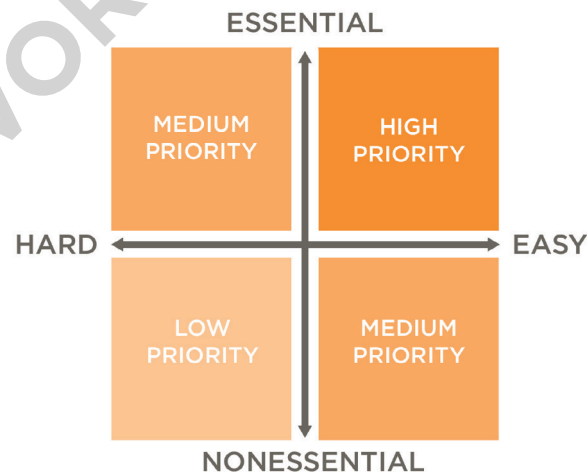 ESSENTIAL
MEDIUM
PRIORITY
HIGH
PRIORITY
HARD
EASY
LOW
PRIORITY
MEDIUM
PRIORITY
NONESSENTIAL